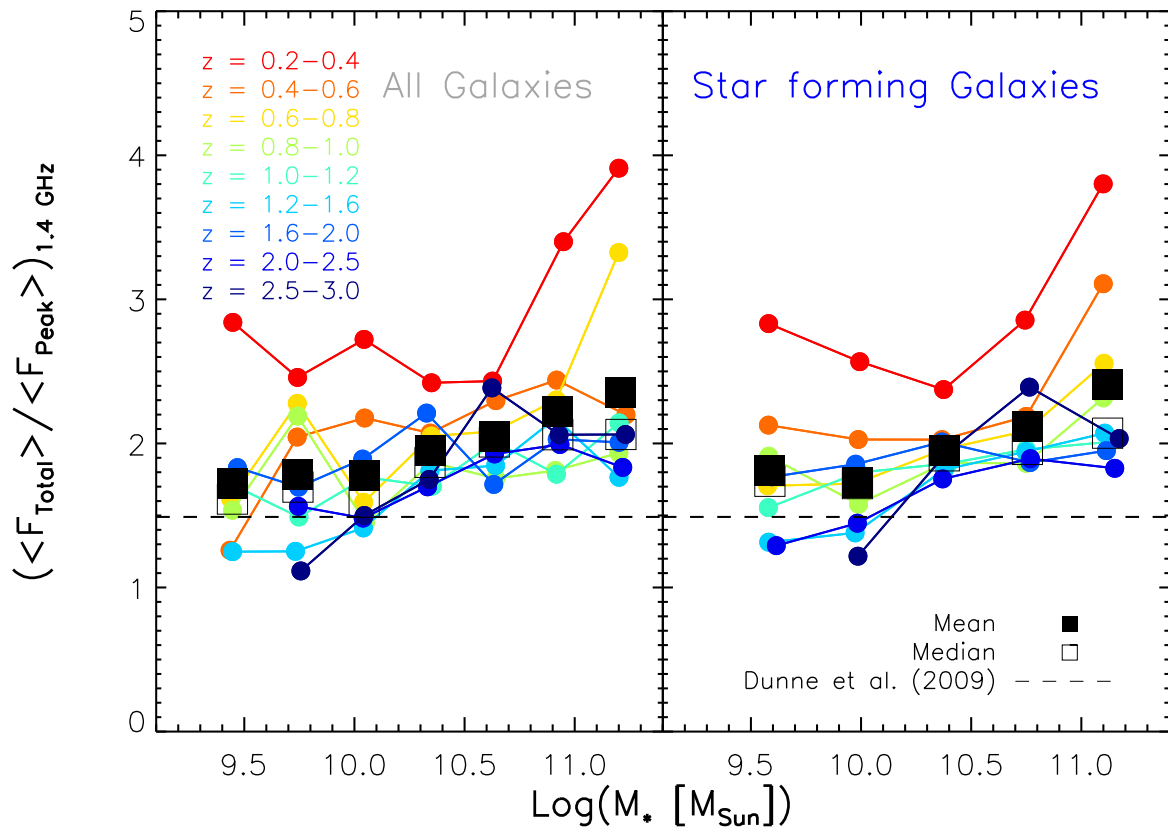 5
4
3
2
1
0
(<F_Total>/<F_Peak>)_1.4 GHz
z = 0.2−0.4
z = 0.4−0.6
z = 0.6−0.8
z = 0.8−1.0
z = 1.0−1.2
z = 1.2−1.6
z = 1.6−2.0
z = 2.0−2.5
z = 2.5−3.0
All Galaxies
Star forming Galaxies
Mean
Median
Dunne et al. (2009)
9.5 10.0 10.5 11.0
9.5 10.0 10.5 11.0
Log(M_* [M_Sun])